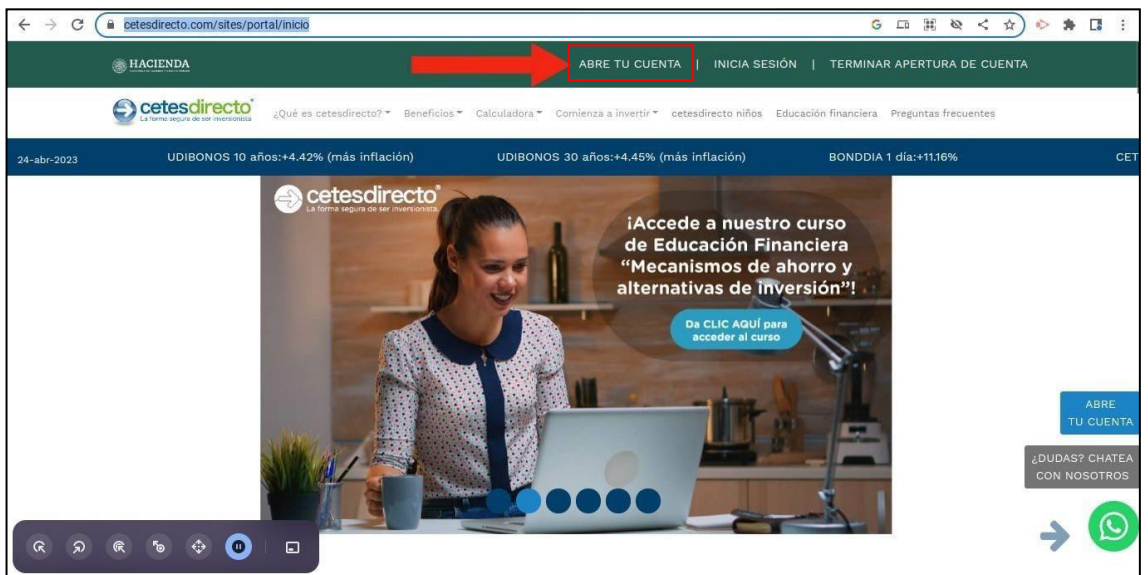 cetesdirecto.com/sites/portal/inicio
HACIENDA
ABRE TU CUENTA | INICIA SESIÓN | TERMINAR APERTURA DE CUENTA
cetesdirecto
La forma segura de ser inversionista
¿Qué es cetesdirecto? Beneficios Calculadora Comienza a invertir cetesdirecto niños Educación financiera Preguntas frecuentes
24-abr-2023 UDIBONOS 10 años:+4.42% (más inflación) UDIBONOS 30 años:+4.45% (más inflación) BONDDIA 1 día:+11.16% CET
cetesdirecto
La forma segura de ser inversionista.
¡Accede a nuestro curso
de Educación Financiera
“Mecanismos de ahorro y
alternativas de inversión”!
Da CLIC AQUÍ para
acceder al curso
ABRE
TU CUENTA
¿DUDAS? CHATEA
CON NOSOTROS